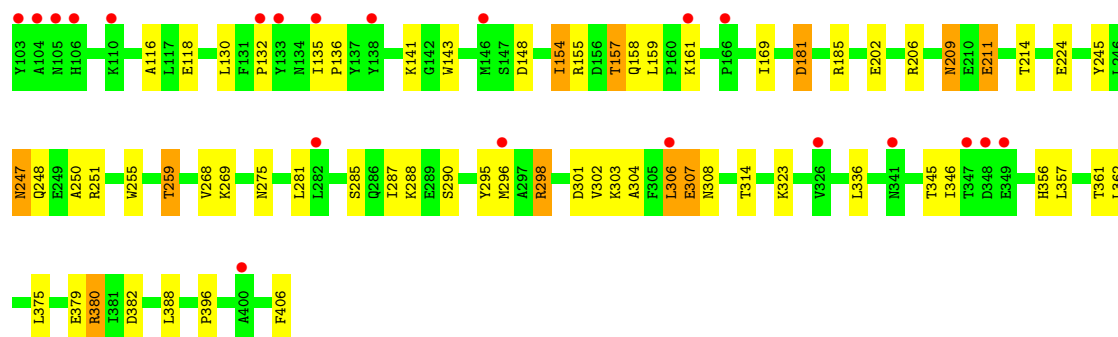 Y103 A104 N105 H106 K110 A116 L117 E118 L130 F131 P132 Y133 N134 I135 P136 Y137 Y138 K141 G142 W143 M146 S147 D148 I154 R155 D156 T157 Q158 L159 P160 K161 P166 I169 D181 R185 E202 R206 N209 E210 E211 T214 E224 Y245 L246
N247 Q248 E249 A250 R251 W255 T259 V268 K269 N275 L281 L282 S285 Q286 I287 K288 E289 S290 Y295 M296 A297 R298 D301 V302 K303 A304 F305 L306 E307 N308 T314 K323 V326 L336 N341 T345 I346 T347 D348 E349 H356 L357 T361
L375 E379 R380 I381 D382 L388 P396 A400 F406